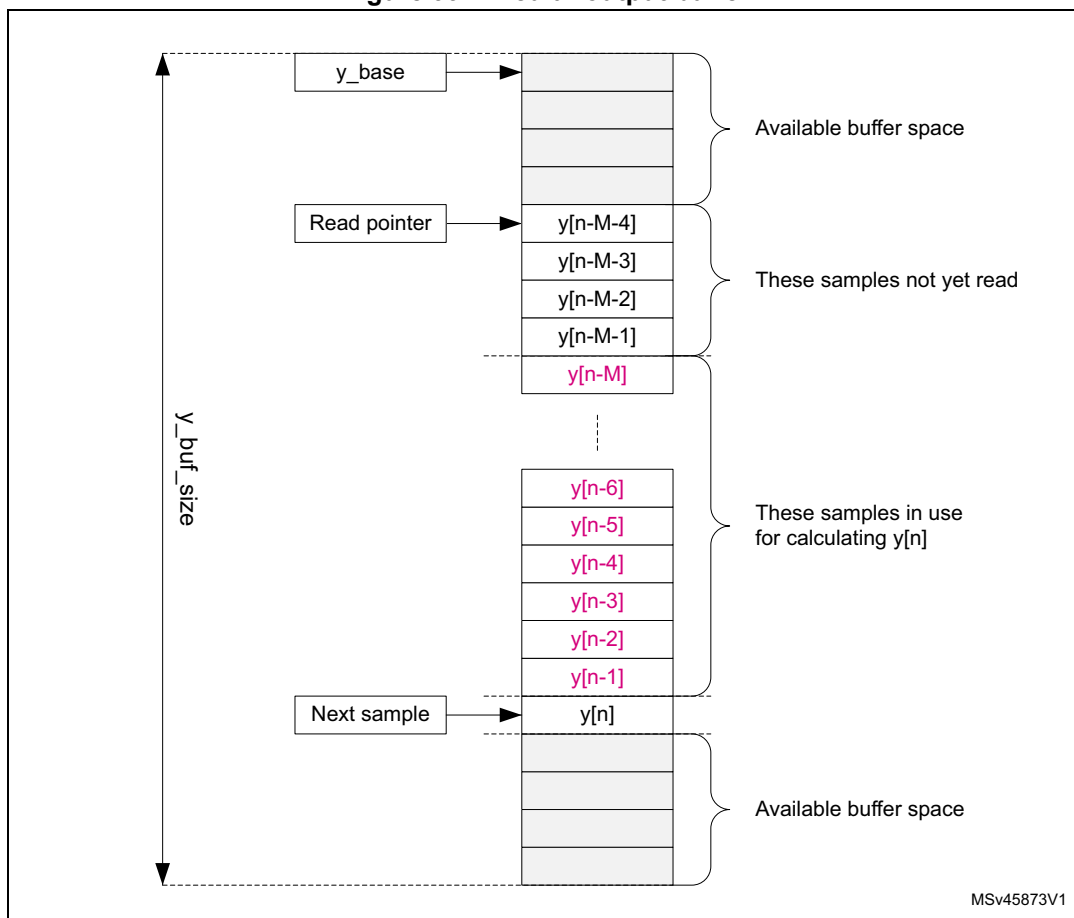 y_base
Available buffer space
Read pointer
y[n-M-4]
y[n-M-3]
These samples not yet read
y[n-M-2]
y[n-M-1]
y[n-M]
y_buf_size
y[n-6]
y[n-5]
These samples in use
for calculating y[n]
y[n-4]
y[n-3]
y[n-2]
y[n-1]
Next sample
y[n]
Available buffer space
MSv45873V1